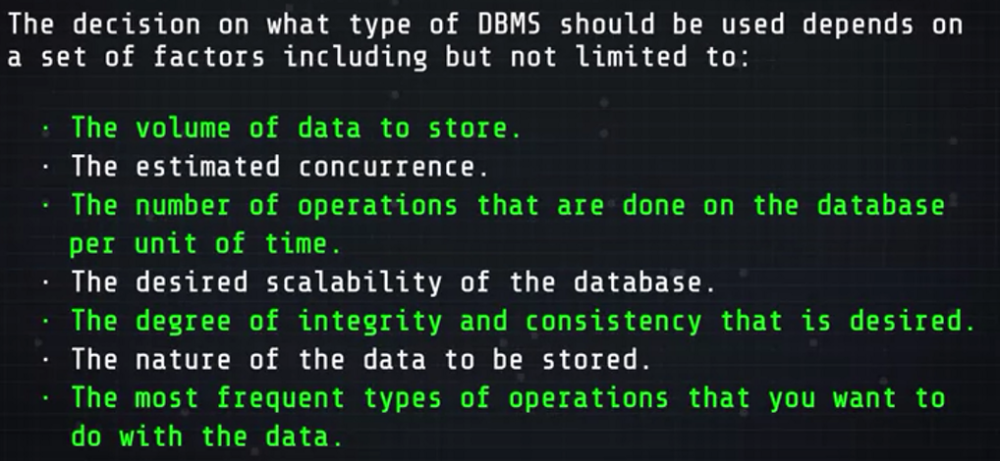 The decision on what type of DBMS should be used depends on
a set of factors including but not limited to:
· The volume of data to store.
· The estimated concurrence.
· The number of operations that are done on the database
per unit of time.
· The desired scalability of the database.
· The degree of integrity and consistency that is desired.
· The nature of the data to be stored.
· The most frequent types of operations that you want to
do with the data.